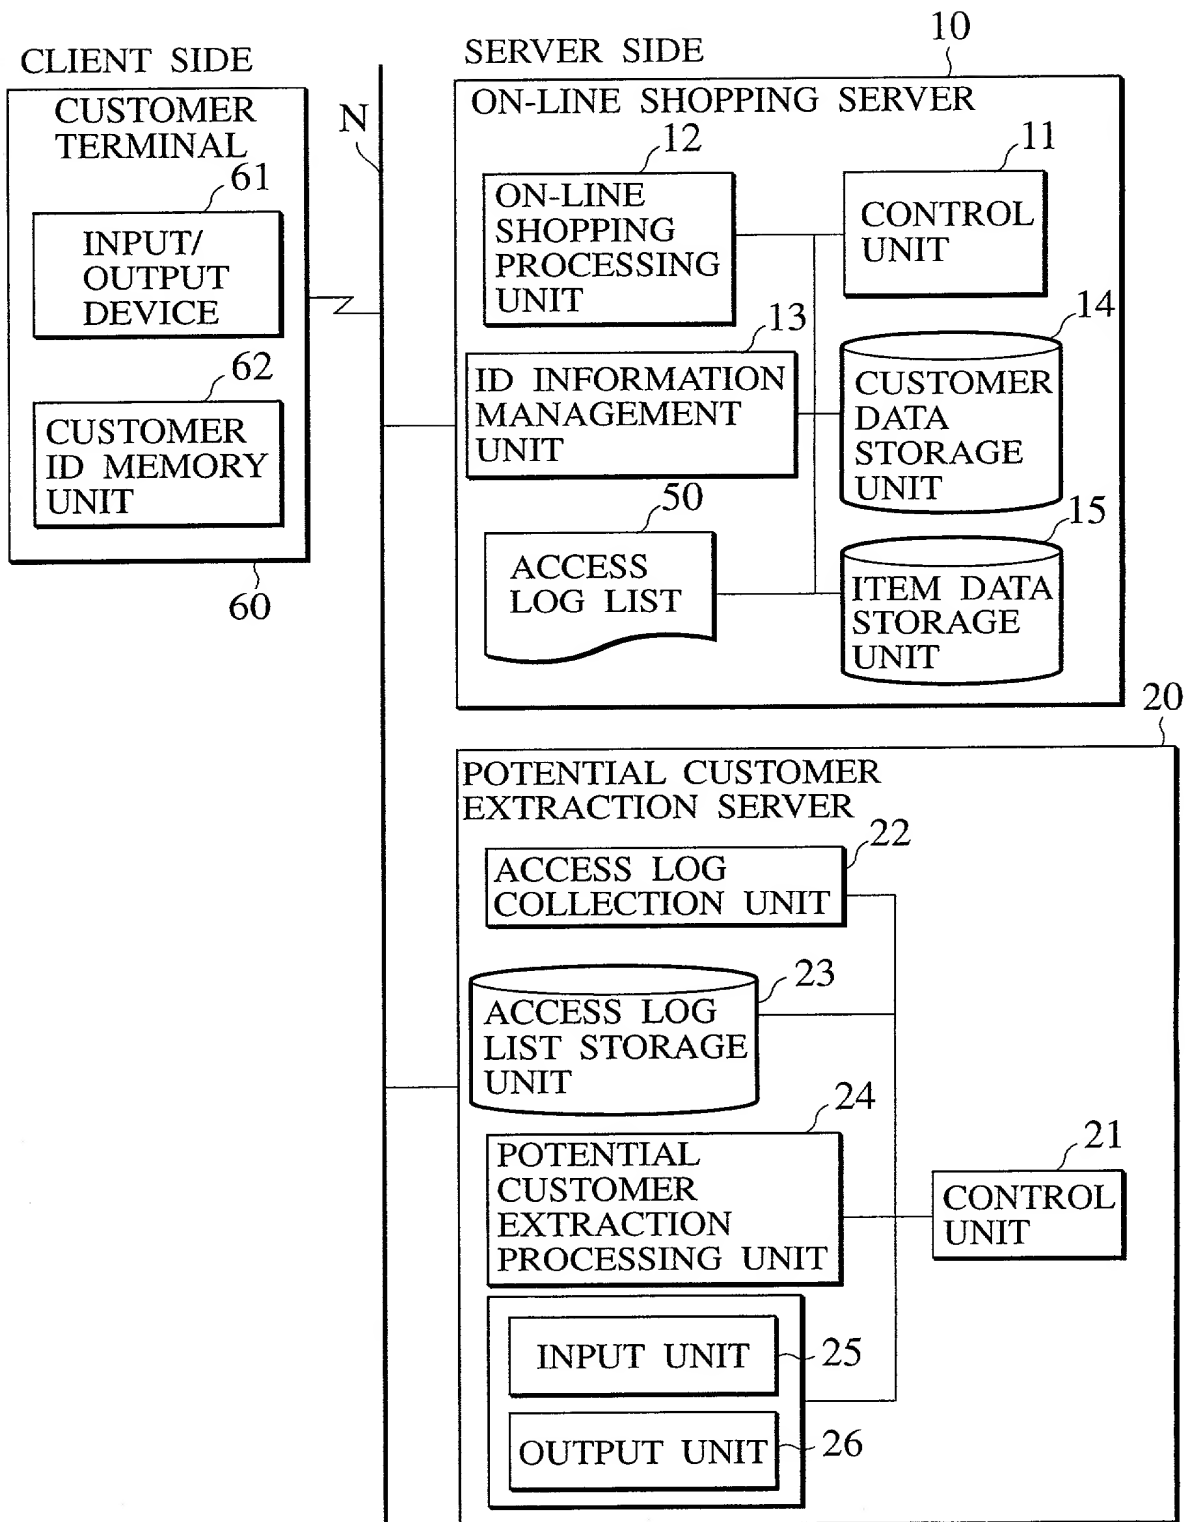 CLIENT SIDE
CUSTOMER
TERMINAL
61
INPUT/
OUTPUT
DEVICE
62
CUSTOMER
ID MEMORY
UNIT
60
N
SERVER SIDE
10
ON-LINE SHOPPING SERVER
12
ON-LINE
SHOPPING
PROCESSING
UNIT
11
CONTROL
UNIT
13
ID INFORMATION
MANAGEMENT
UNIT
14
CUSTOMER
DATA
STORAGE
UNIT
50
ACCESS
LOG LIST
15
ITEM DATA
STORAGE
UNIT
20
POTENTIAL CUSTOMER
EXTRACTION SERVER
22
ACCESS LOG
COLLECTION UNIT
23
ACCESS LOG
LIST STORAGE
UNIT
24
POTENTIAL
CUSTOMER
EXTRACTION
PROCESSING UNIT
21
CONTROL
UNIT
INPUT UNIT
25
OUTPUT UNIT
26